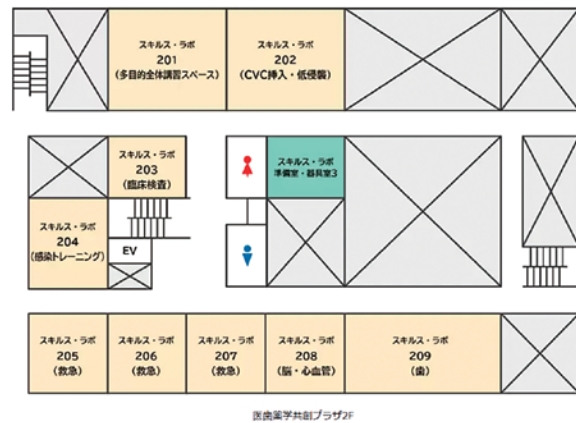 スキルス・ラボ
201
(多目的全体講習スペース)
スキルス・ラボ
202
(CVC挿入・低侵襲)
スキルス・ラボ
203
(臨床検査)
スキルス・ラボ
準備室・器具室3
スキルス・ラボ
204
(感染トレーニング)
EV
スキルス・ラボ
205
(救急)
スキルス・ラボ
206
(救急)
スキルス・ラボ
207
(救急)
スキルス・ラボ
208
(脳・心血管)
スキルス・ラボ
209
(歯)
医歯薬学共創プラザ2F